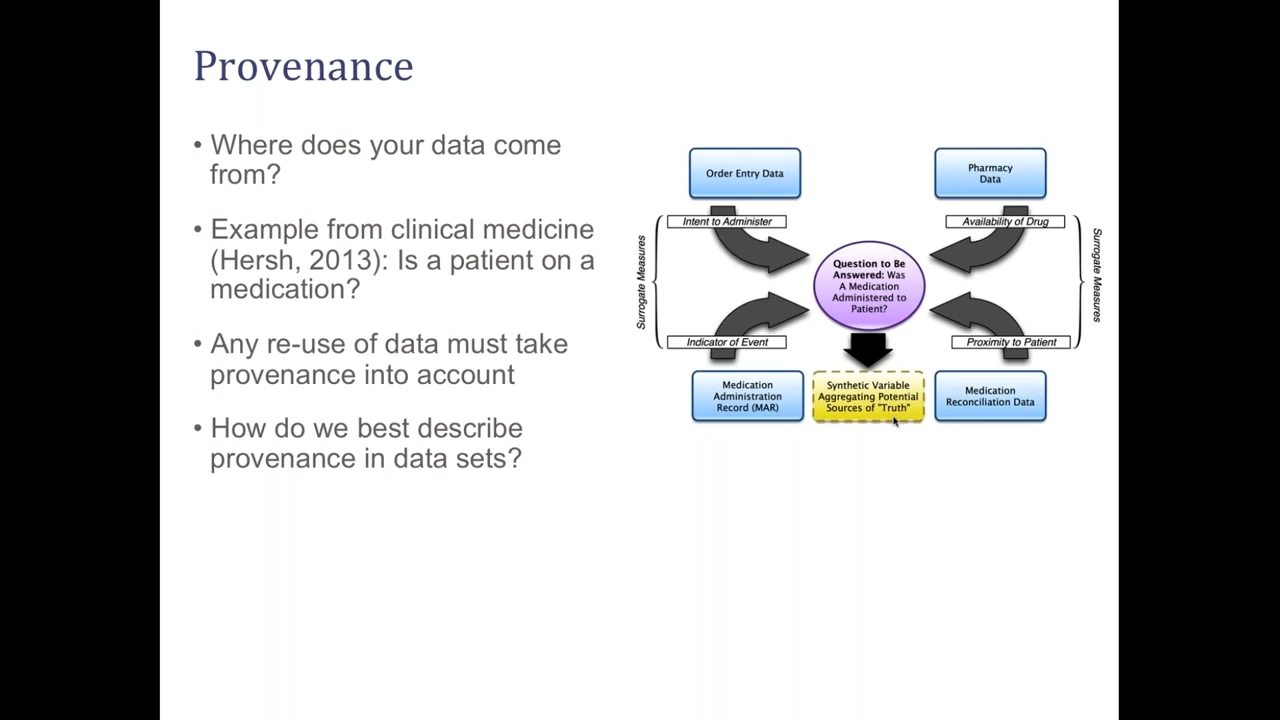 Provenance
• Where does your data come
from?
• Example from clinical medicine
(Hersh, 2013): Is a patient on a
medication?
• Any re-use of data must take
provenance into account
• How do we best describe
provenance in data sets?
Order Entry Data
Pharmacy
Data
Intent to Administer
Availability of Drug
Surrogate Measures
Question to Be
Answered: Was
A Medication
Administered to
Patient?
Surrogate Measures
Indicator of Event
Proximity to Patient
Medication
Administration
Record (MAR)
Synthetic Variable
Aggregating Potential
Sources of "Truth"
Medication
Reconciliation Data